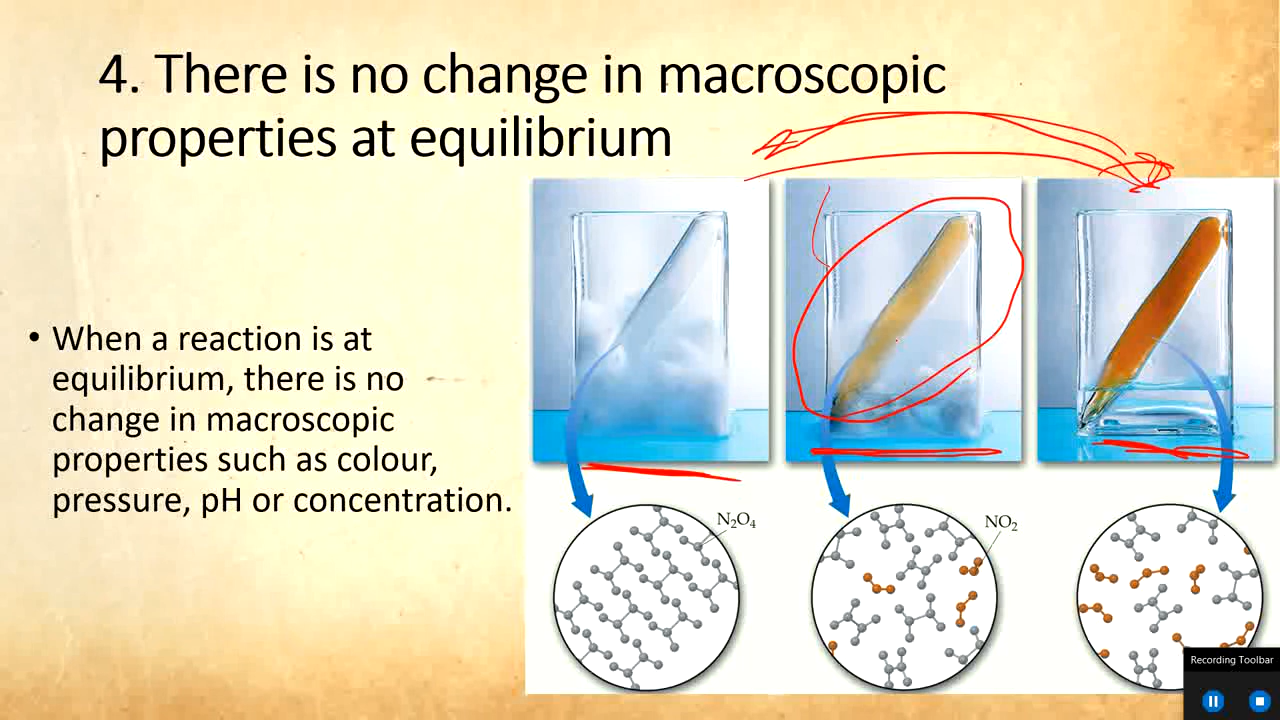 4. There is no change in macroscopic
properties at equilibrium
• When a reaction is at
equilibrium, there is no
change in macroscopic
properties such as colour,
pressure, pH or concentration.
N₂O₄
NO₂
Recording Toolbar